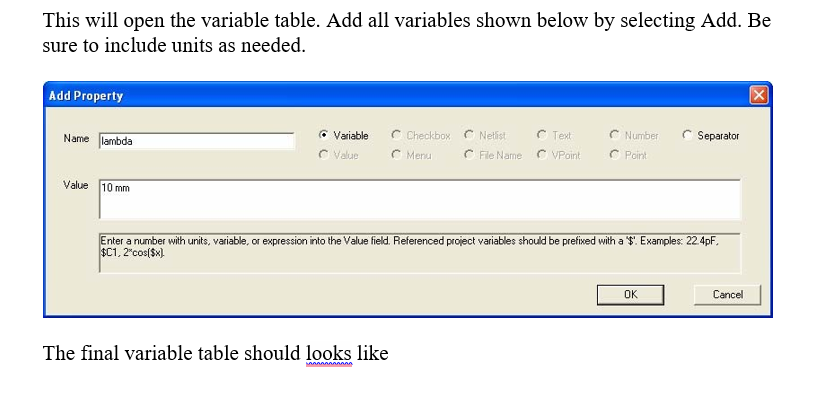 This will open the variable table. Add all variables shown below by selecting Add. Be
sure to include units as needed.
Add Property
Name lambda Variable Checkbox Netlist Text Number Separator
Value Menu File Name VPoint Point
Value 10 mm
Enter a number with units, variable, or expression into the Value field. Referenced project variables should be prefixed with a '$'. Examples: 22.4pF,
$C1, 2*cos($x).
OK Cancel
The final variable table should looks like